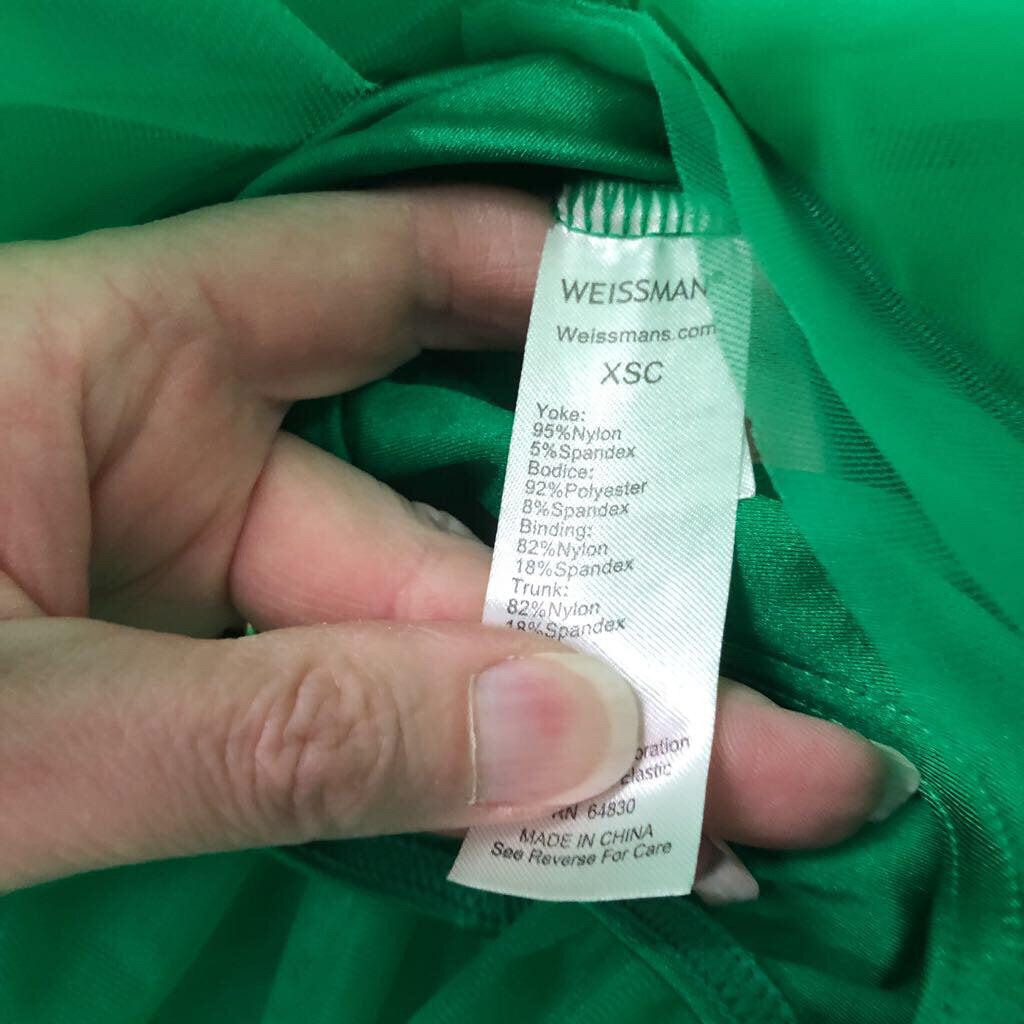 WEISSMAN
Weissmans.com
XSC
Yoke:
95%Nylon
5%Spandex
Bodice:
92%Polyester
8%Spandex
Binding:
82%Nylon
18%Spandex
Trunk:
82%Nylon
18%Spandex
RN 64830
MADE IN CHINA
See Reverse For Care